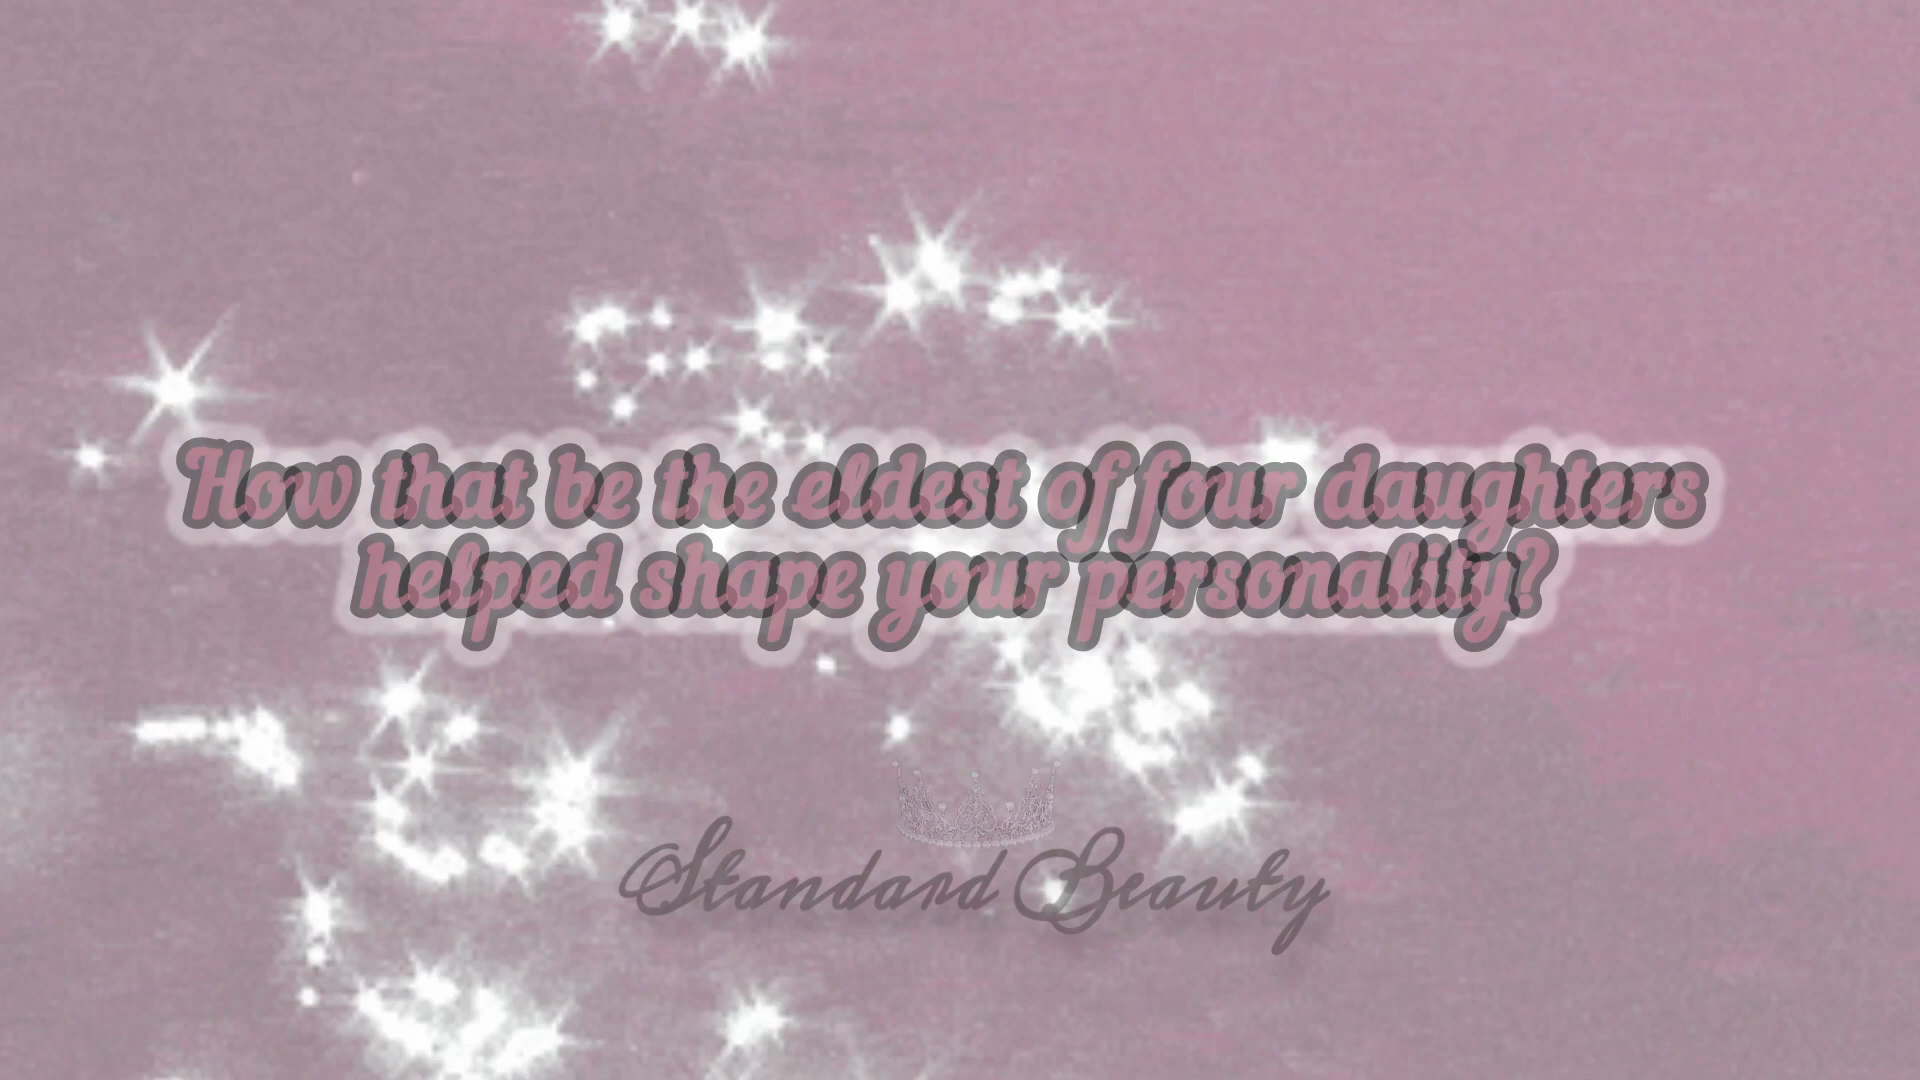 How that be the eldest of four daughters
helped shape your personality?
Standard Beauty